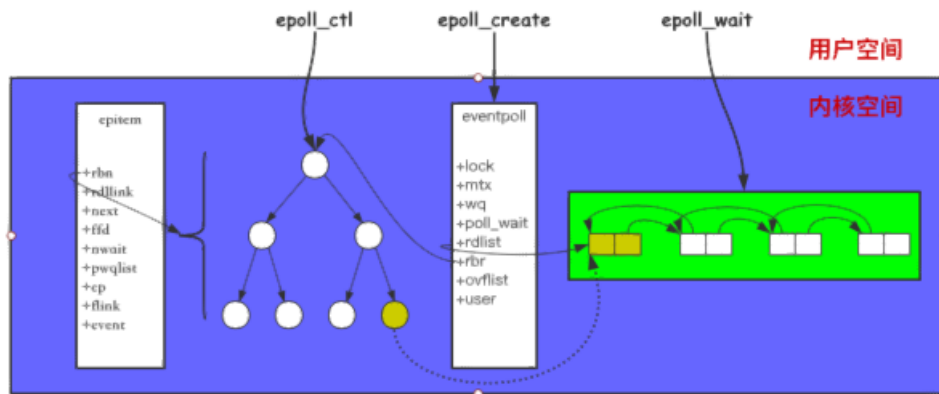 epoll_ctl
epoll_create
epoll_wait
用户空间
内核空间
epitem
+rbn
+rdllink
+next
+ffd
+nwait
+pwqlist
+ep
+flink
+event
eventpoll
+lock
+mtx
+wq
+poll_wait
+rdlist
+rbr
+ovflist
+user